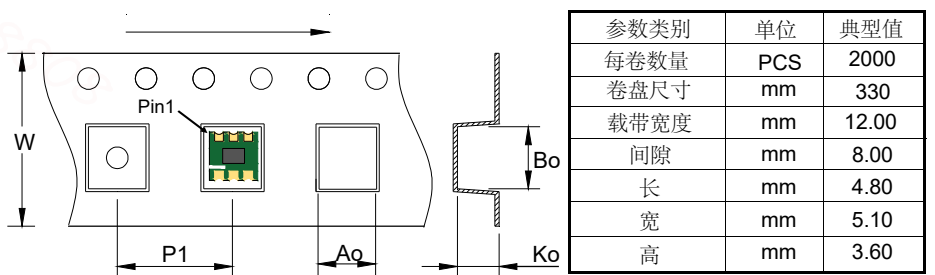 W
Pin1
P1
Ao
Bo
Ko
参数类别 单位 典型值
每卷数量 PCS 2000
卷盘尺寸 mm 330
载带宽度 mm 12.00
间隙 mm 8.00
长 mm 4.80
宽 mm 5.10
高 mm 3.60